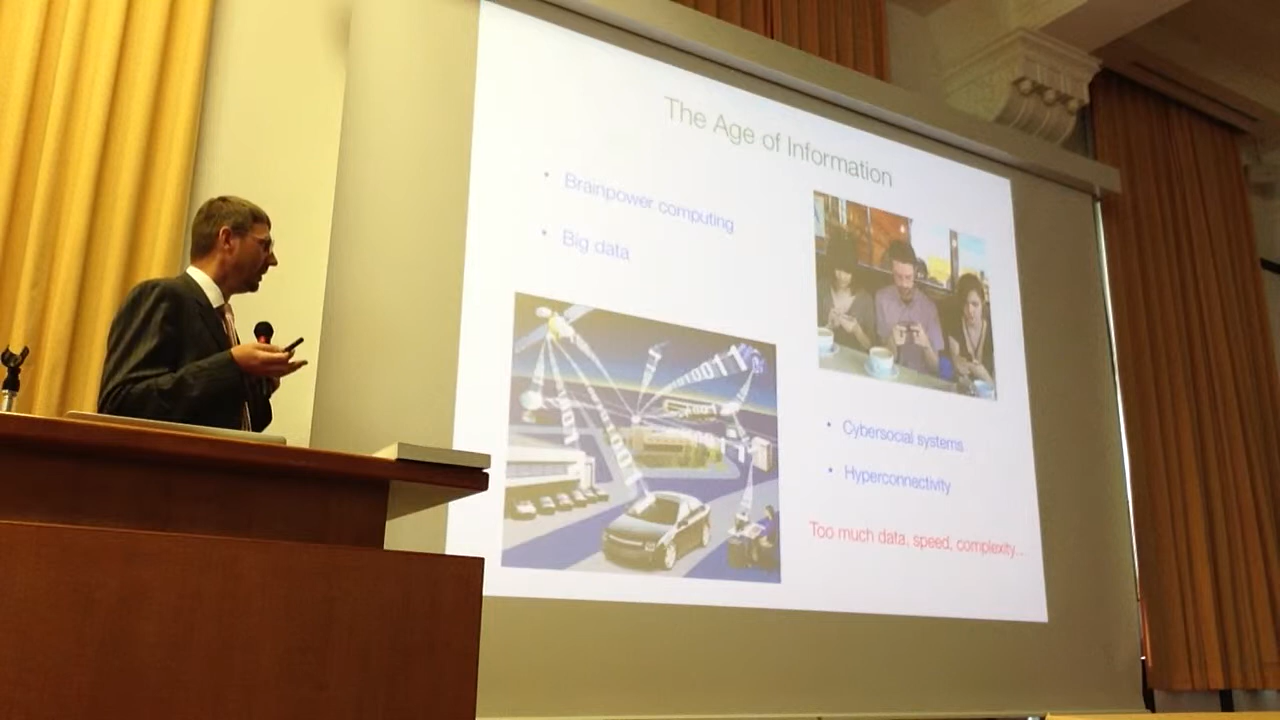 The Age of Information
• Brainpower computing
• Big data
• Cybersocial systems
• Hyperconnectivity
Too much data, speed, complexity...